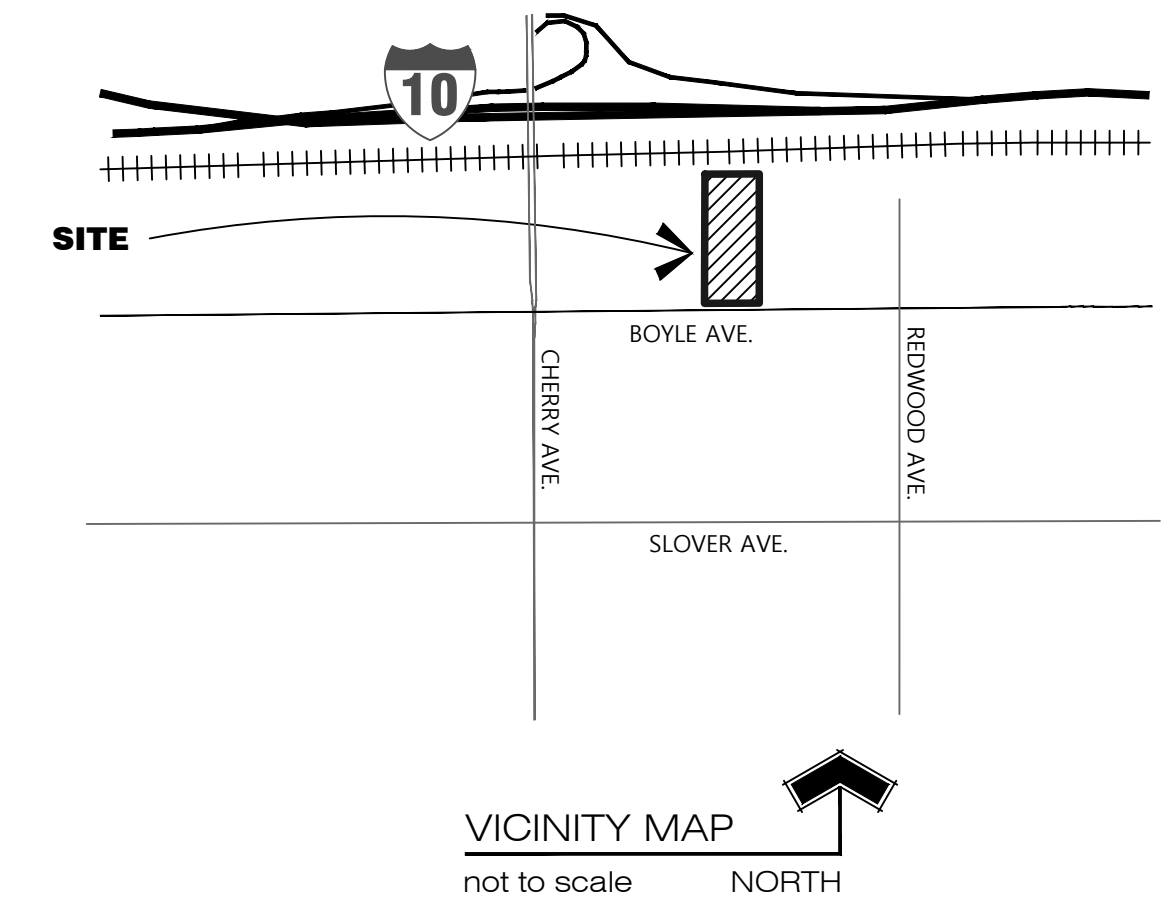 10
SITE
BOYLE AVE.
CHERRY AVE.
REDWOOD AVE.
SLOVER AVE.
VICINITY MAP
not to scale NORTH